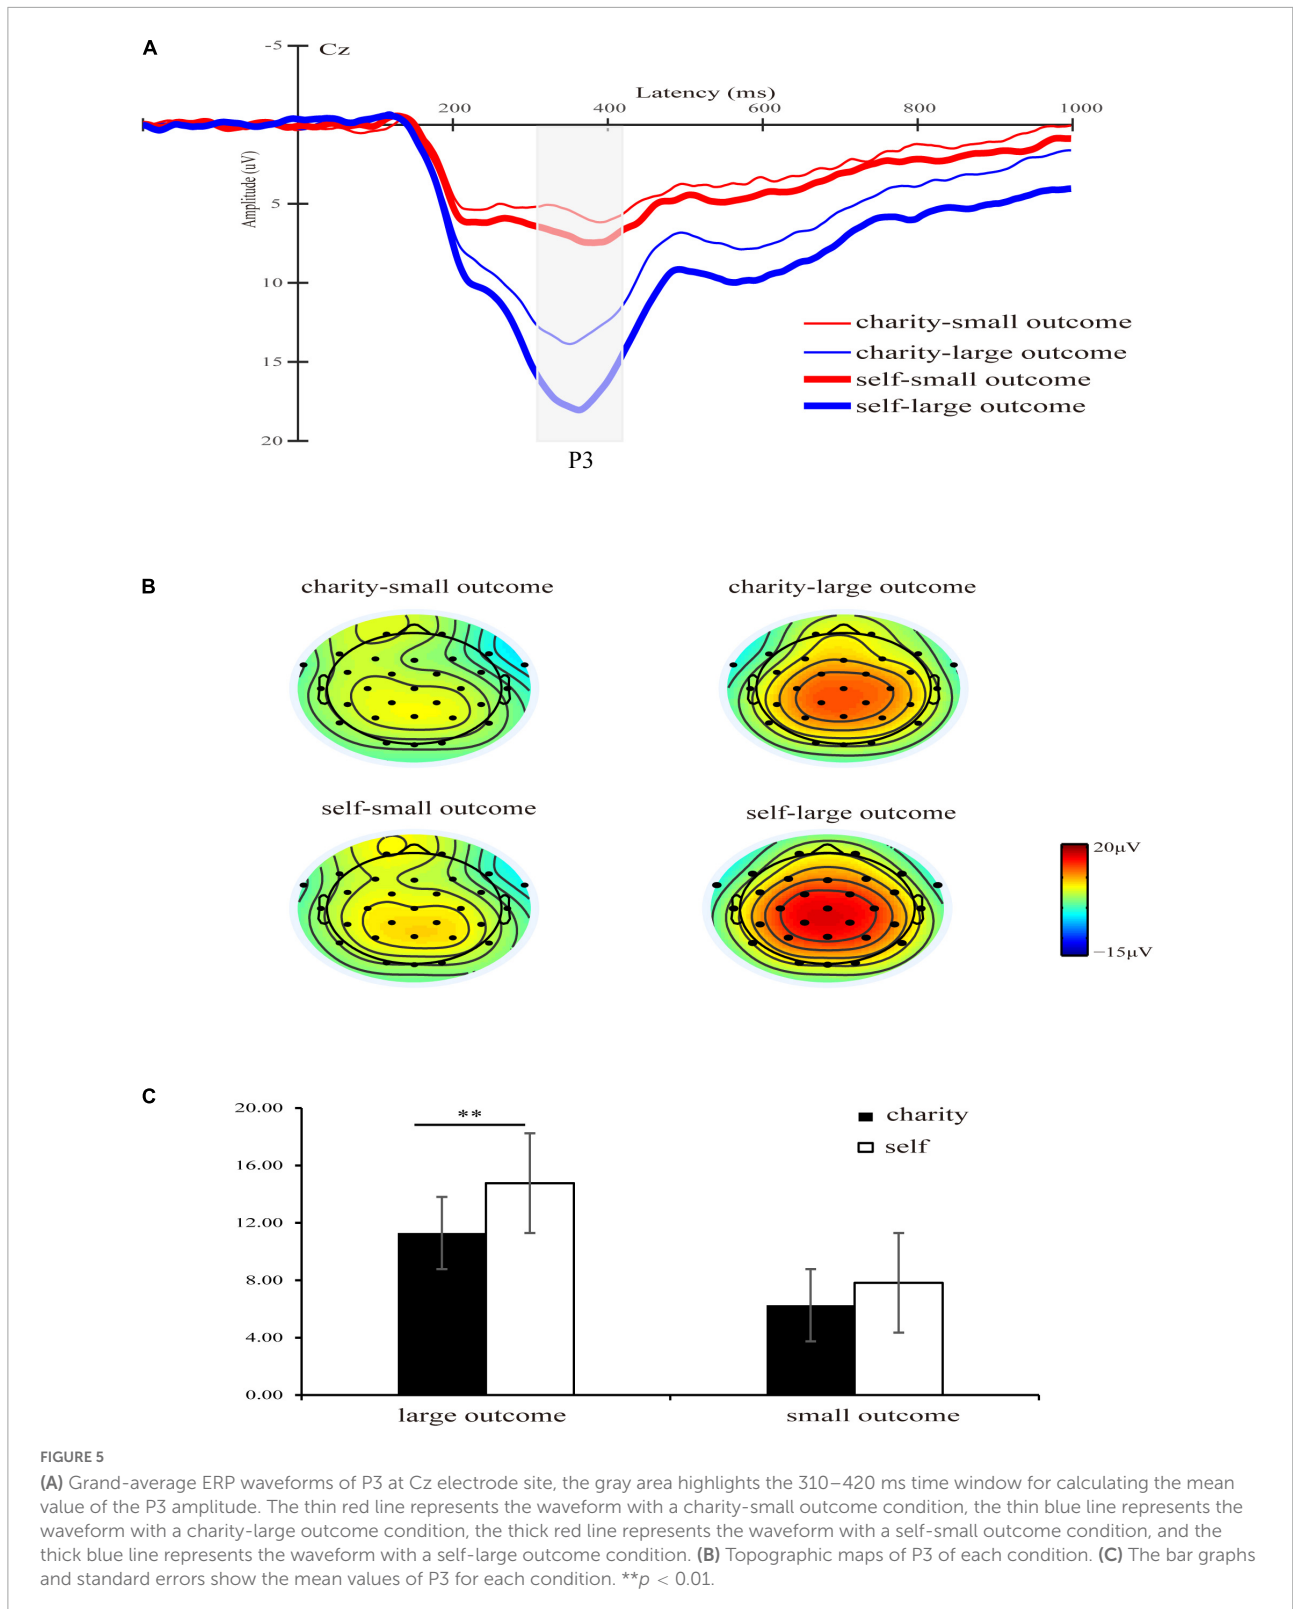 A
-5
Cz
Latency (ms)
200
400
600
800
1000
Amplitude (uV)
5
10
15
20
P3
charity-small outcome
charity-large outcome
self-small outcome
self-large outcome
B
charity-small outcome
charity-large outcome
self-small outcome
self-large outcome
20μV
−15μV
C
20.00
16.00
12.00
8.00
4.00
0.00
**
charity
self
large outcome
small outcome
FIGURE 5
(A) Grand-average ERP waveforms of P3 at Cz electrode site, the gray area highlights the 310–420 ms time window for calculating the mean
value of the P3 amplitude. The thin red line represents the waveform with a charity-small outcome condition, the thin blue line represents the
waveform with a charity-large outcome condition, the thick red line represents the waveform with a self-small outcome condition, and the
thick blue line represents the waveform with a self-large outcome condition. (B) Topographic maps of P3 of each condition. (C) The bar graphs
and standard errors show the mean values of P3 for each condition. **p < 0.01.